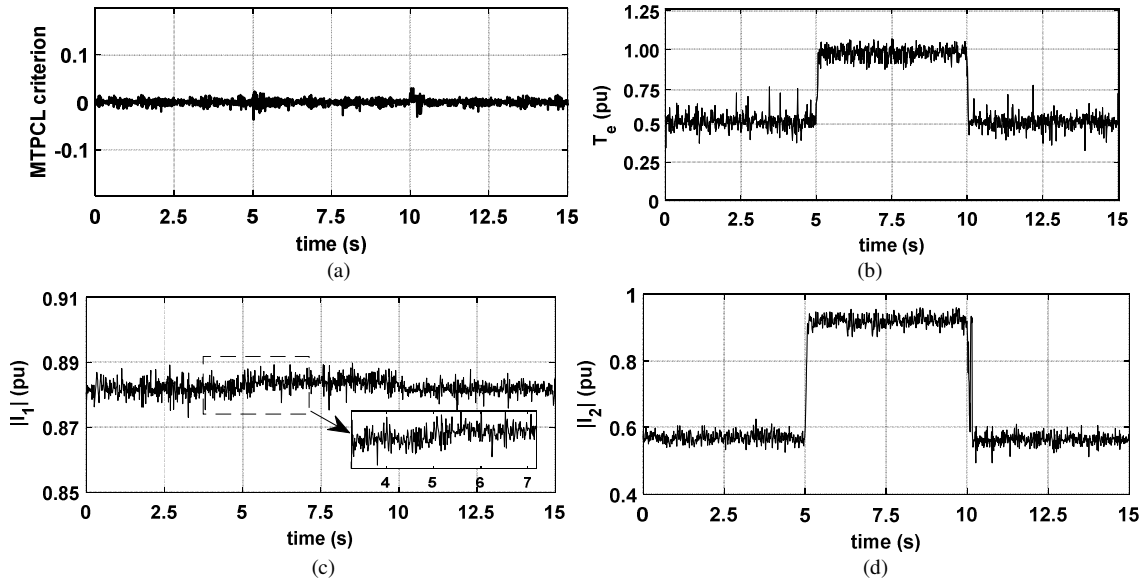 0.1
0
-0.1
MTPCL criterion
0 2.5 5 7.5 10 12.5 15
time (s)
(a)
1.25
1.00
0.75
0.5
0.25
0
T_e (pu)
0 2.5 5 7.5 10 12.5 15
time (s)
(b)
0.91
0.89
0.87
0.85
|I_1| (pu)
4 5 6 7
0 2.5 5 7.5 10 12.5 15
time (s)
(c)
1
0.8
0.6
0.4
|I_2| (pu)
0 2.5 5 7.5 10 12.5 15
time (s)
(d)